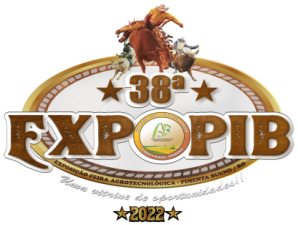 38ª
EXPOPIB
EXPOSIÇÃO FEIRA AGROTECNOLÓGICA - PIMENTA BUENO/RO
Uma vitrine de oportunidades!!
2022